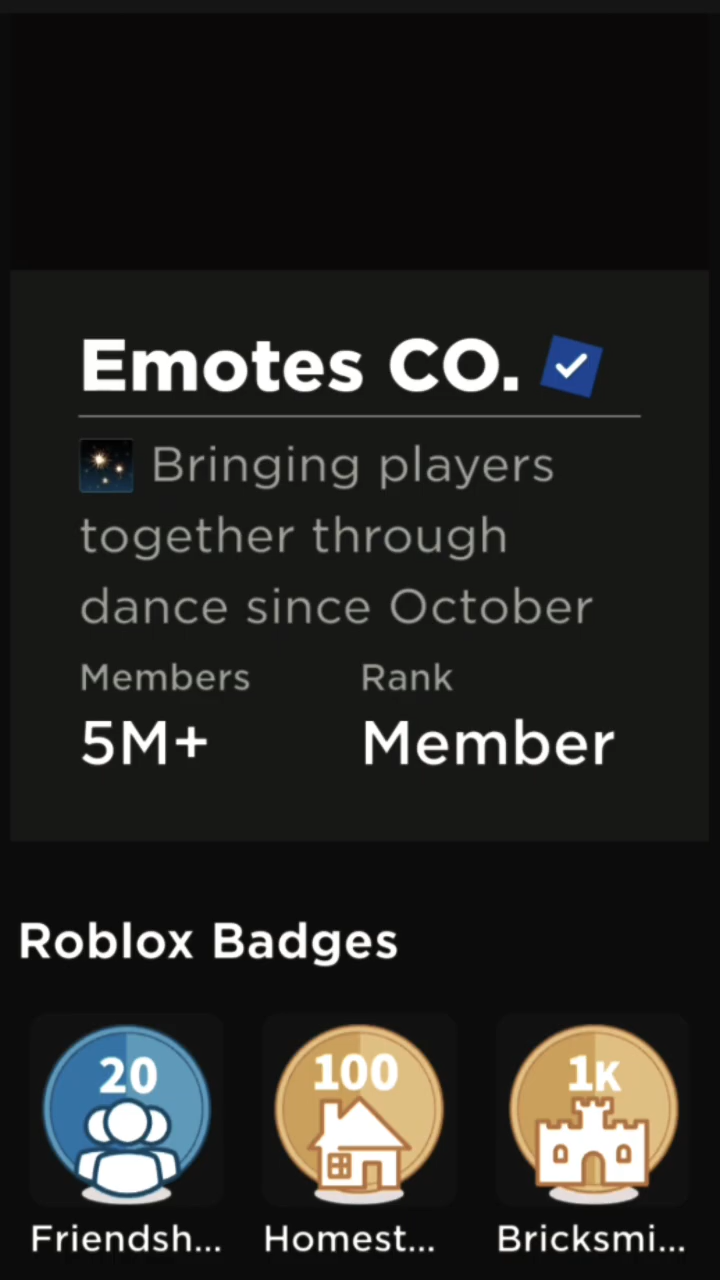 Emotes CO.
Bringing players
together through
dance since October
Members Rank
5M+ Member
Roblox Badges
20 100 1K
Friendsh... Homest... Bricksmi...